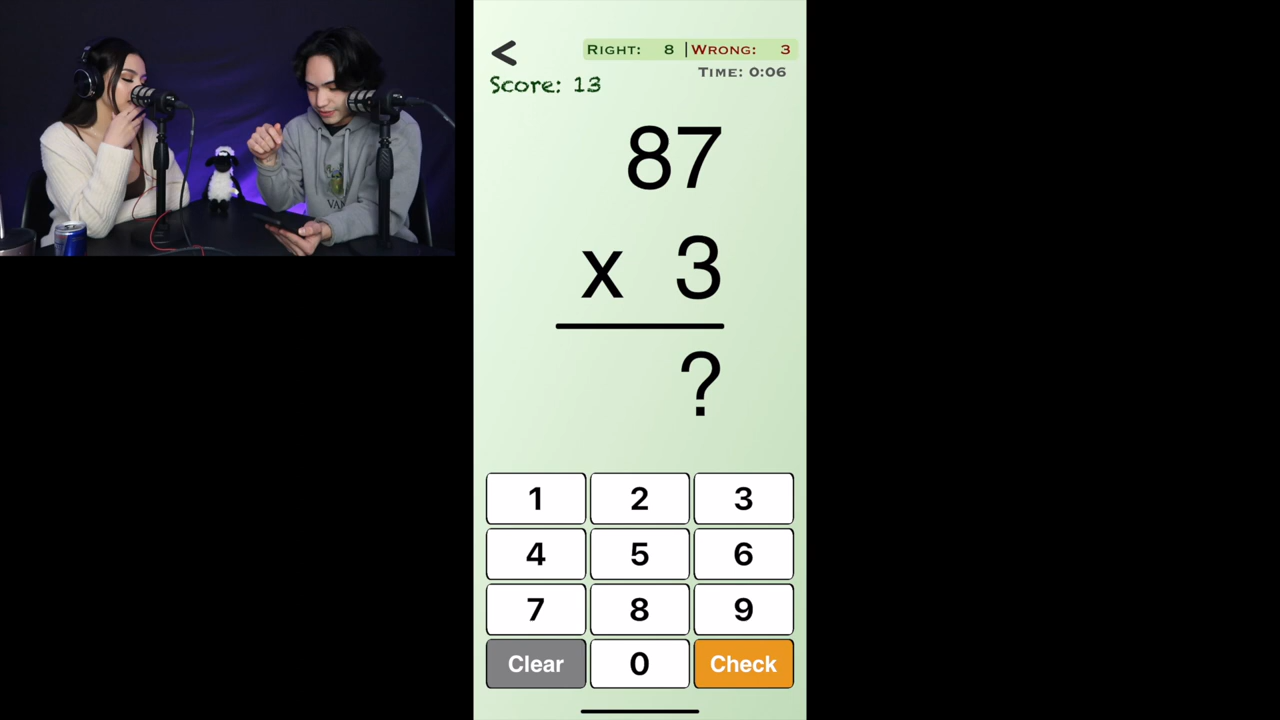 <
RIGHT: 8 | WRONG: 3
TIME: 0:06
Score: 13
87
x 3
?
1 2 3
4 5 6
7 8 9
Clear 0 Check
VAN